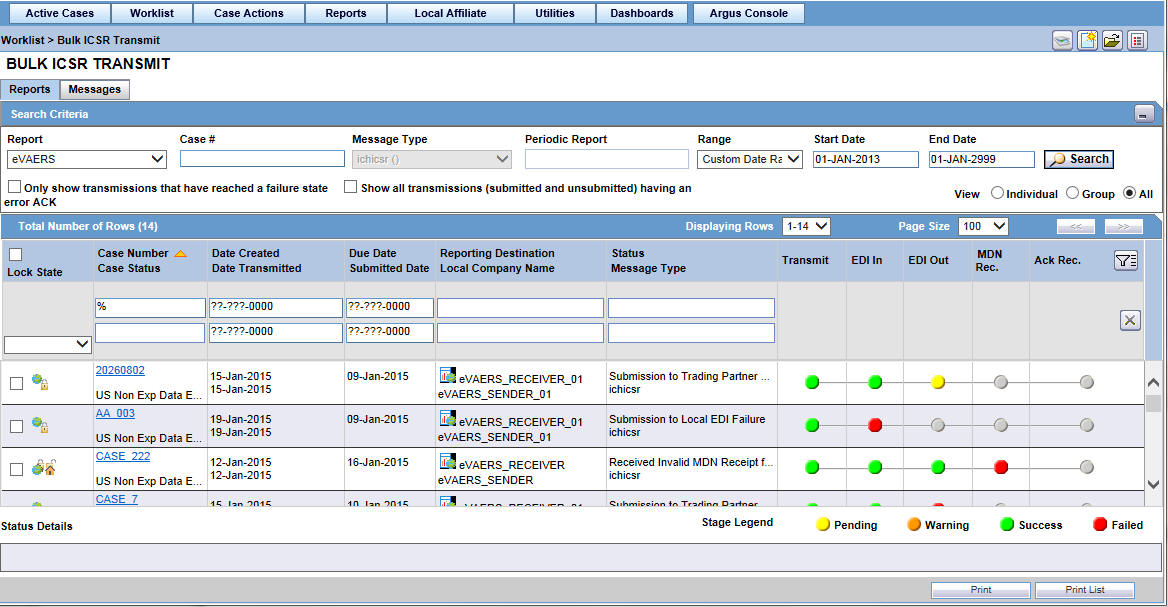 Active Cases Worklist Case Actions Reports Local Affiliate Utilities Dashboards Argus Console
Worklist > Bulk ICSR Transmit
BULK ICSR TRANSMIT
Reports Messages
Search Criteria
Report Case # Message Type Periodic Report Range Start Date End Date
eVAERS ichicsr () Custom Date Ra 01-JAN-2013 01-JAN-2999 Search
Only show transmissions that have reached a failure state Show all transmissions (submitted and unsubmitted) having an
error ACK
View Individual Group All
Total Number of Rows (14) Displaying Rows 1-14 Page Size 100 << >>
Lock State
Case Number Date Created Due Date Reporting Destination Status
Case Status Date Transmitted Submitted Date Local Company Name Message Type
Transmit EDI In EDI Out MDN Rec. Ack Rec.
% ??-???-0000 ??-???-0000
??-???-0000 ??-???-0000
20260802
15-Jan-2015 09-Jan-2015 eVAERS_RECEIVER_01 Submission to Trading Partner ...
US Non Exp Data E... 15-Jan-2015 eVAERS_SENDER_01 ichicsr
AA_003
19-Jan-2015 09-Jan-2015 eVAERS_RECEIVER_01 Submission to Local EDI Failure
US Non Exp Data E... 19-Jan-2015 eVAERS_SENDER_01 ichicsr
CASE_222
12-Jan-2015 16-Jan-2015 eVAERS_RECEIVER Received Invalid MDN Receipt f...
US Non Exp Data E... 12-Jan-2015 eVAERS_SENDER ichicsr
CASE_7
15-Jan-2015 10-Jan-2015 eVAERS_RECEIVER_01 Submission to Trading Partner
Status Details
Stage Legend Pending Warning Success Failed
Print Print List